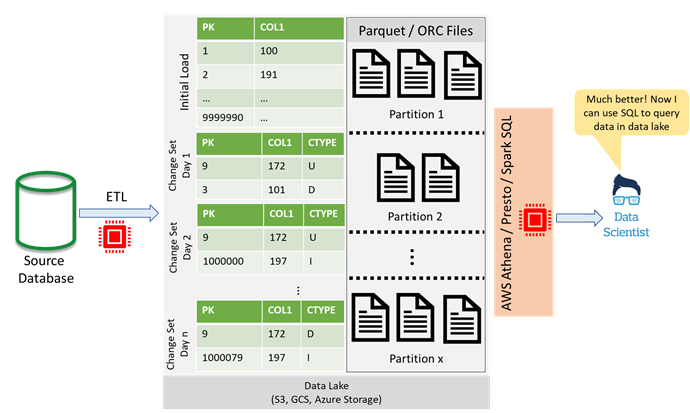 Source
Database
ETL
Initial Load
PK COL1
1 100
2 191
... ...
9999990 ...
Change Set
Day 1
PK COL1 CTYPE
9 172 U
3 101 D
Change Set
Day 2
PK COL1 CTYPE
9 172 U
1000000 197 I
Change Set
Day n
PK COL1 CTYPE
9 172 D
1000079 197 I
Parquet / ORC Files
Partition 1
Partition 2
Partition x
Data Lake
(S3, GCS, Azure Storage)
AWS Athena / Presto / Spark SQL
Much better! Now I
can use SQL to query
data in data lake
Data
Scientist